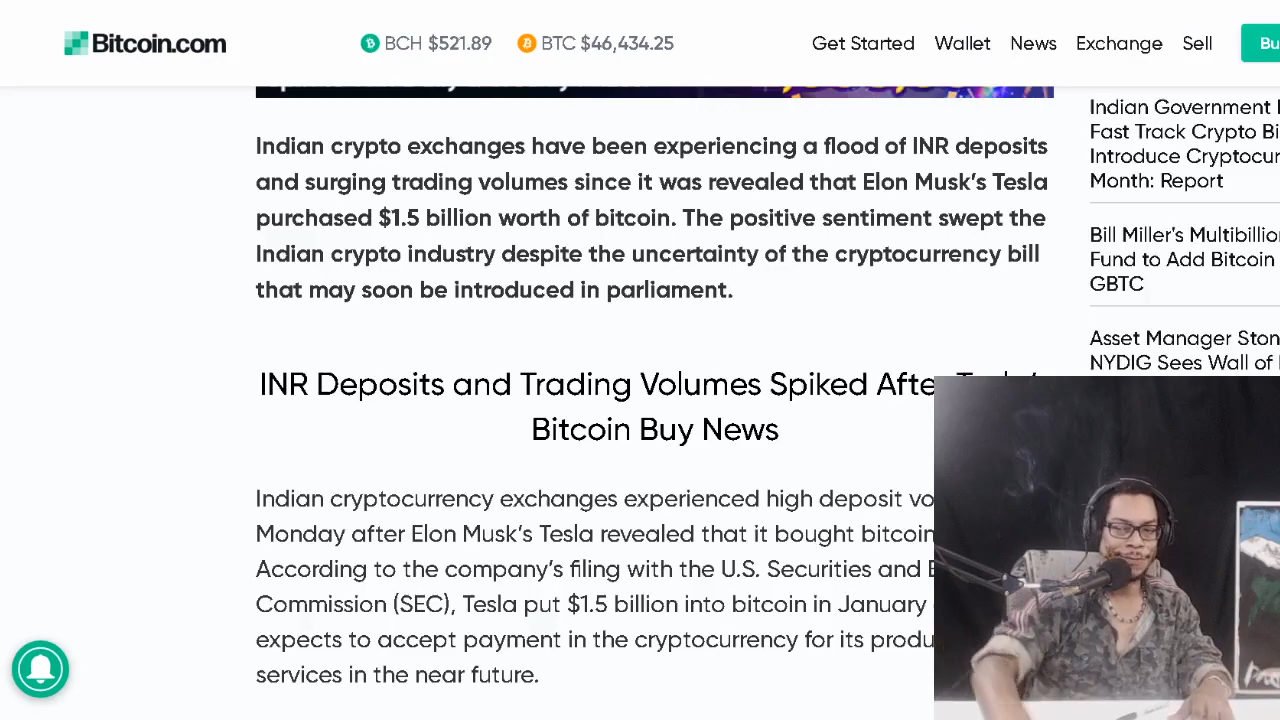 Bitcoin.com
BCH $521.89 BTC $46,434.25
Get Started Wallet News Exchange Sell
Indian crypto exchanges have been experiencing a flood of INR deposits
and surging trading volumes since it was revealed that Elon Musk’s Tesla
purchased $1.5 billion worth of bitcoin. The positive sentiment swept the
Indian crypto industry despite the uncertainty of the cryptocurrency bill
that may soon be introduced in parliament.
INR Deposits and Trading Volumes Spiked Afte
Bitcoin Buy News
Indian cryptocurrency exchanges experienced high deposit vo
Monday after Elon Musk’s Tesla revealed that it bought bitcoin
According to the company’s filing with the U.S. Securities and
Commission (SEC), Tesla put $1.5 billion into bitcoin in January
expects to accept payment in the cryptocurrency for its produ
services in the near future.
Indian Government
Fast Track Crypto Bi
Introduce Cryptocur
Month: Report
Bill Miller’s Multibillio
Fund to Add Bitcoin
GBTC
Asset Manager Ston
NYDIG Sees Wall of